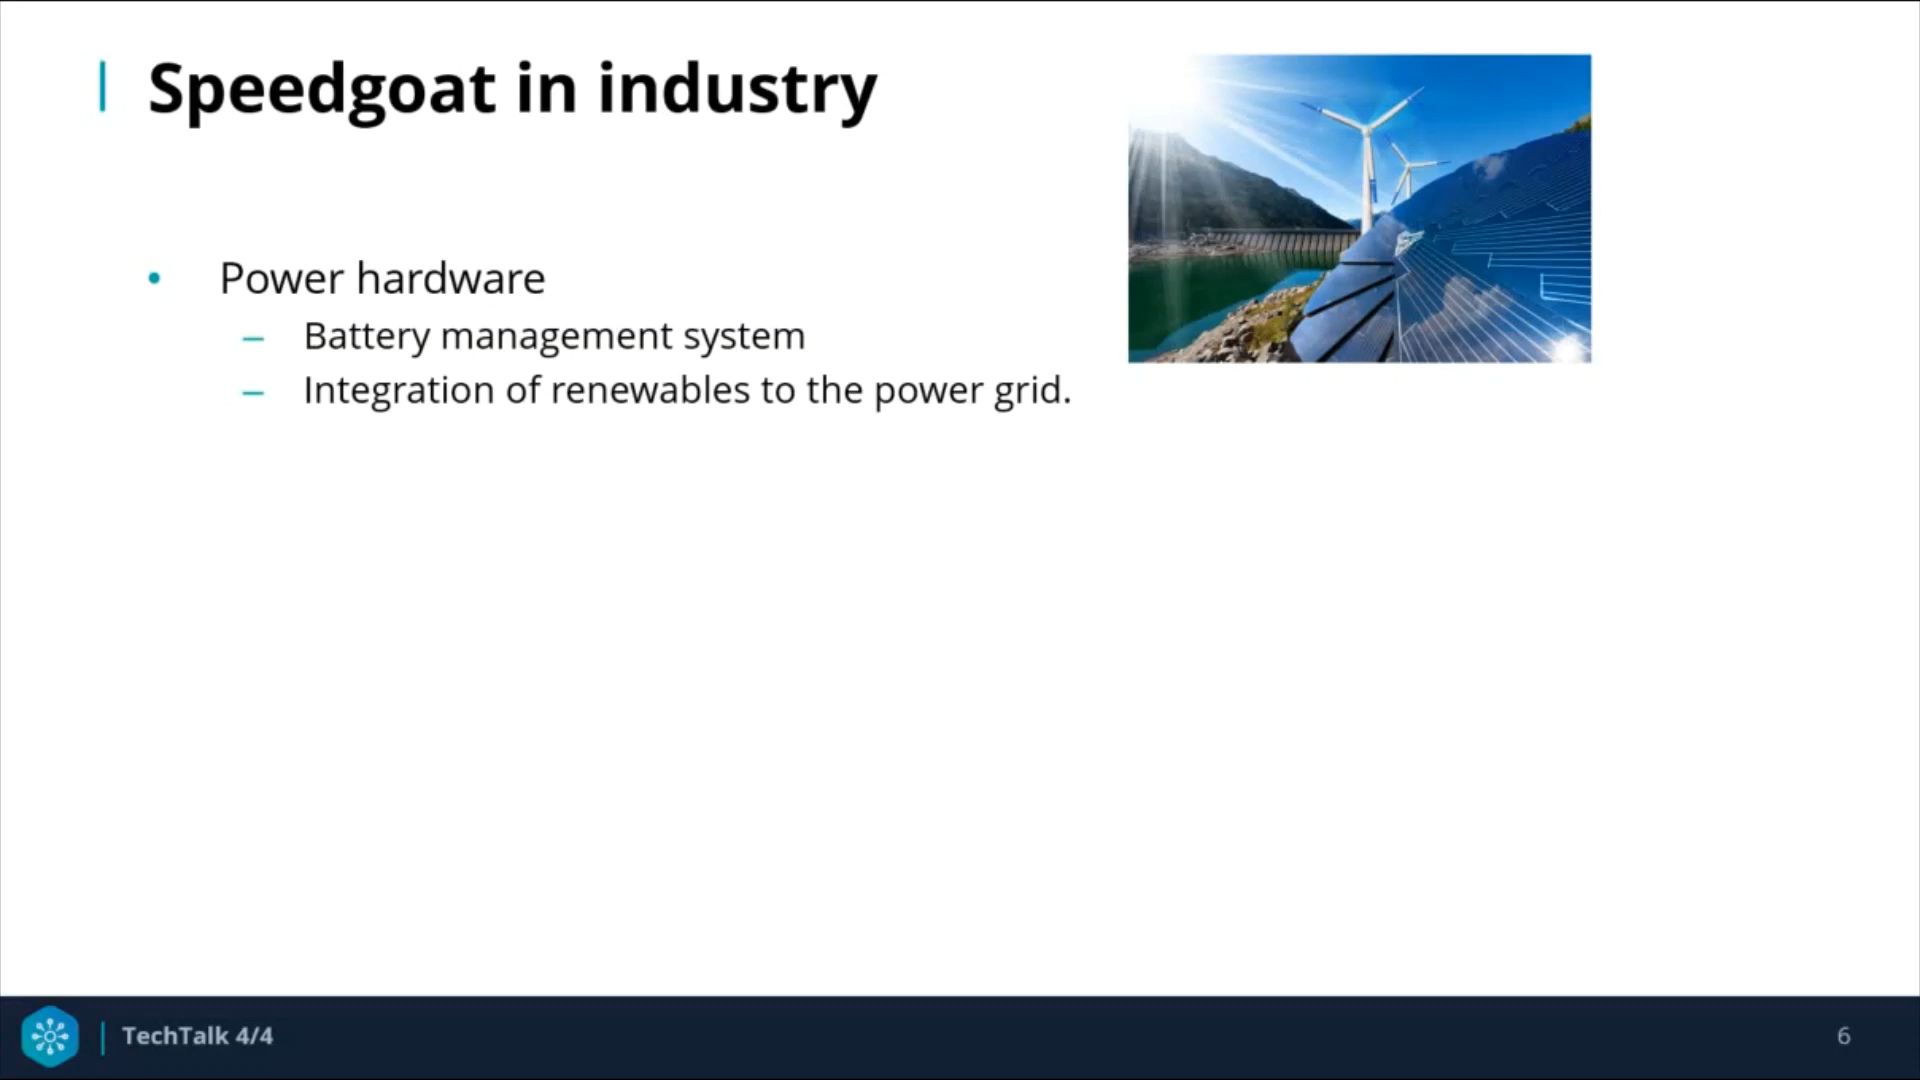 Speedgoat in industry
• Power hardware
– Battery management system
– Integration of renewables to the power grid.
TechTalk 4/4
6